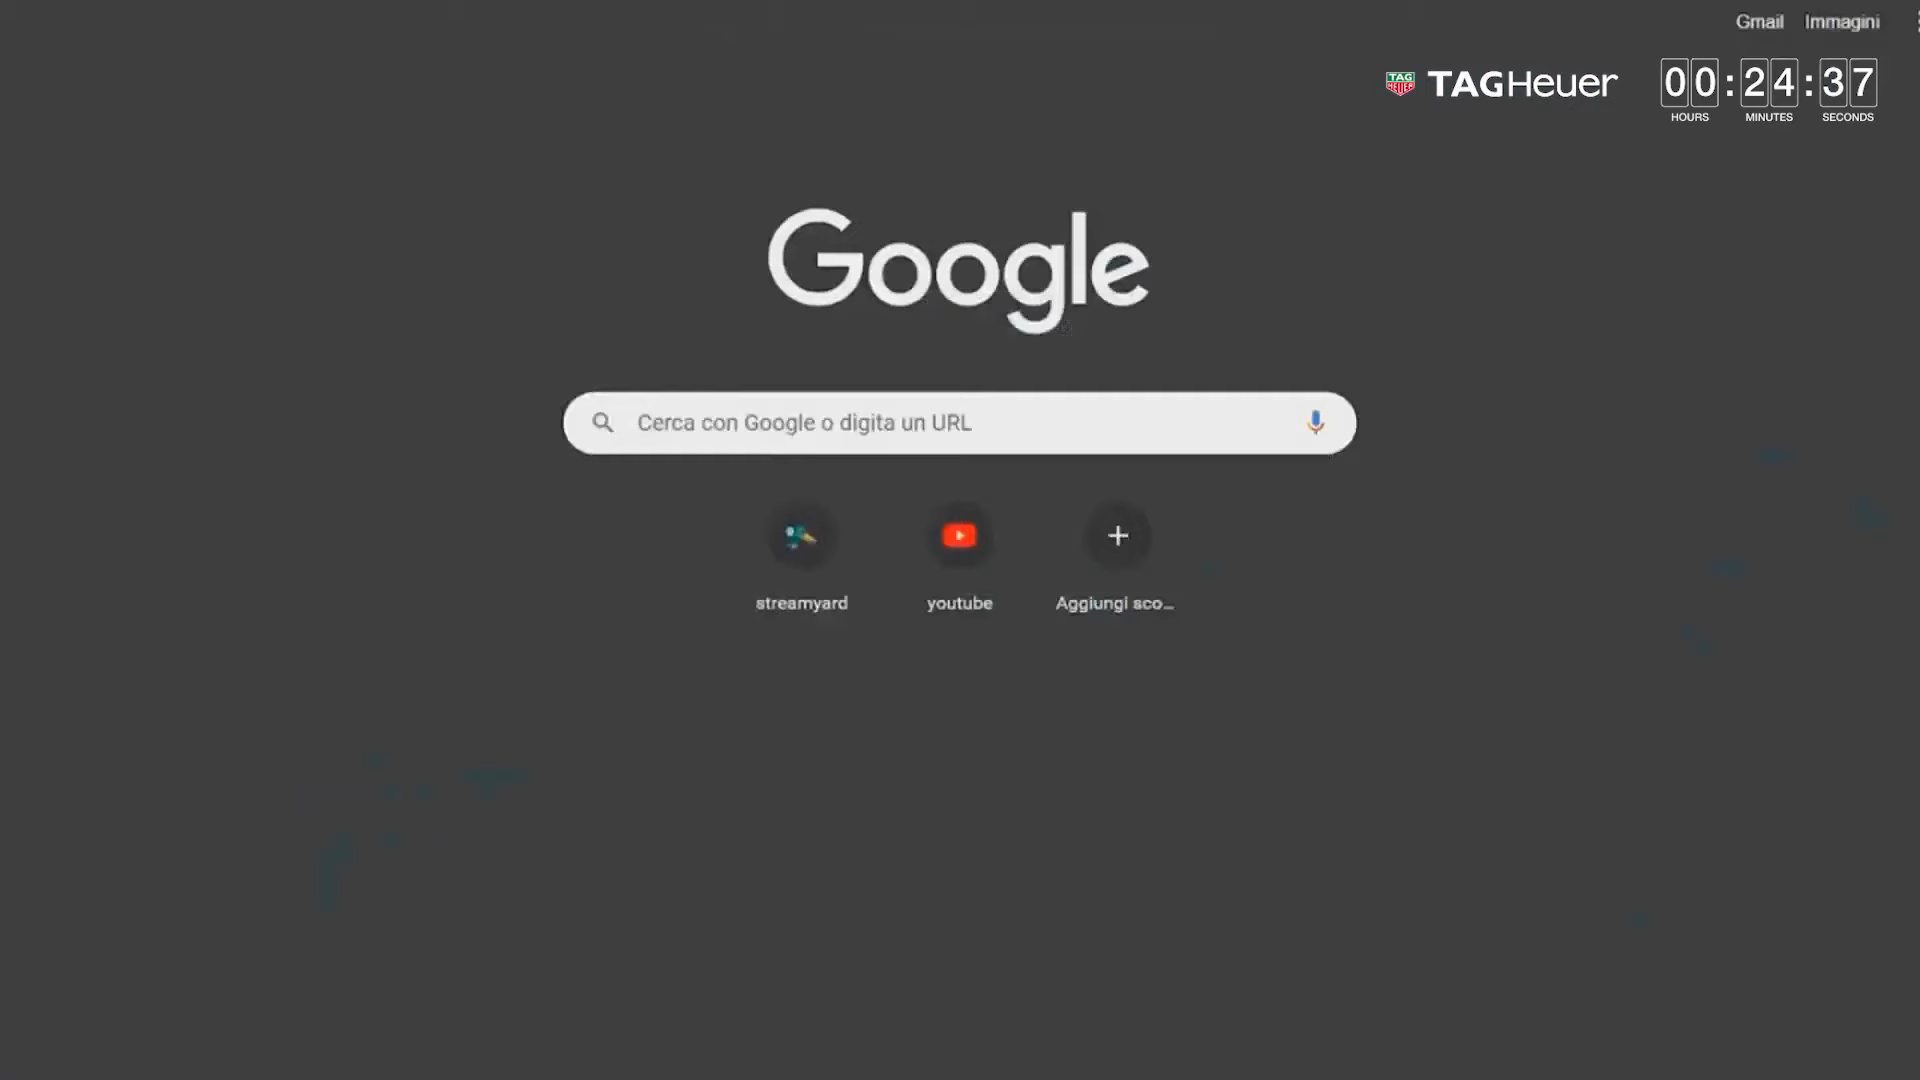 Gmail Immagini
TAG HEUER TAGHeuer 00:24:37
HOURS MINUTES SECONDS
Google
Cerca con Google o digita un URL
streamyard youtube Aggiungi sco...